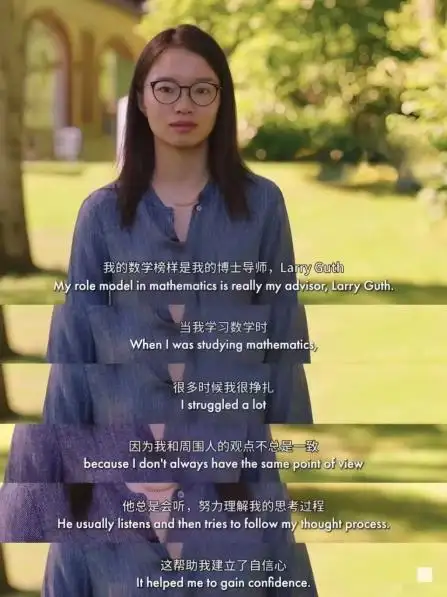 我的数学榜样是我的博士导师，Larry Guth
My role model in mathematics is really my advisor, Larry Guth.
当我学习数学时
When I was studying mathematics,
很多时候我很挣扎
I struggled a lot
因为我和周围人的观点不总是一致
because I don't always have the same point of view
他总是会听，努力理解我的思考过程
He usually listens and then tries to follow my thought process.
这帮助我建立了自信心
It helped me to gain confidence.